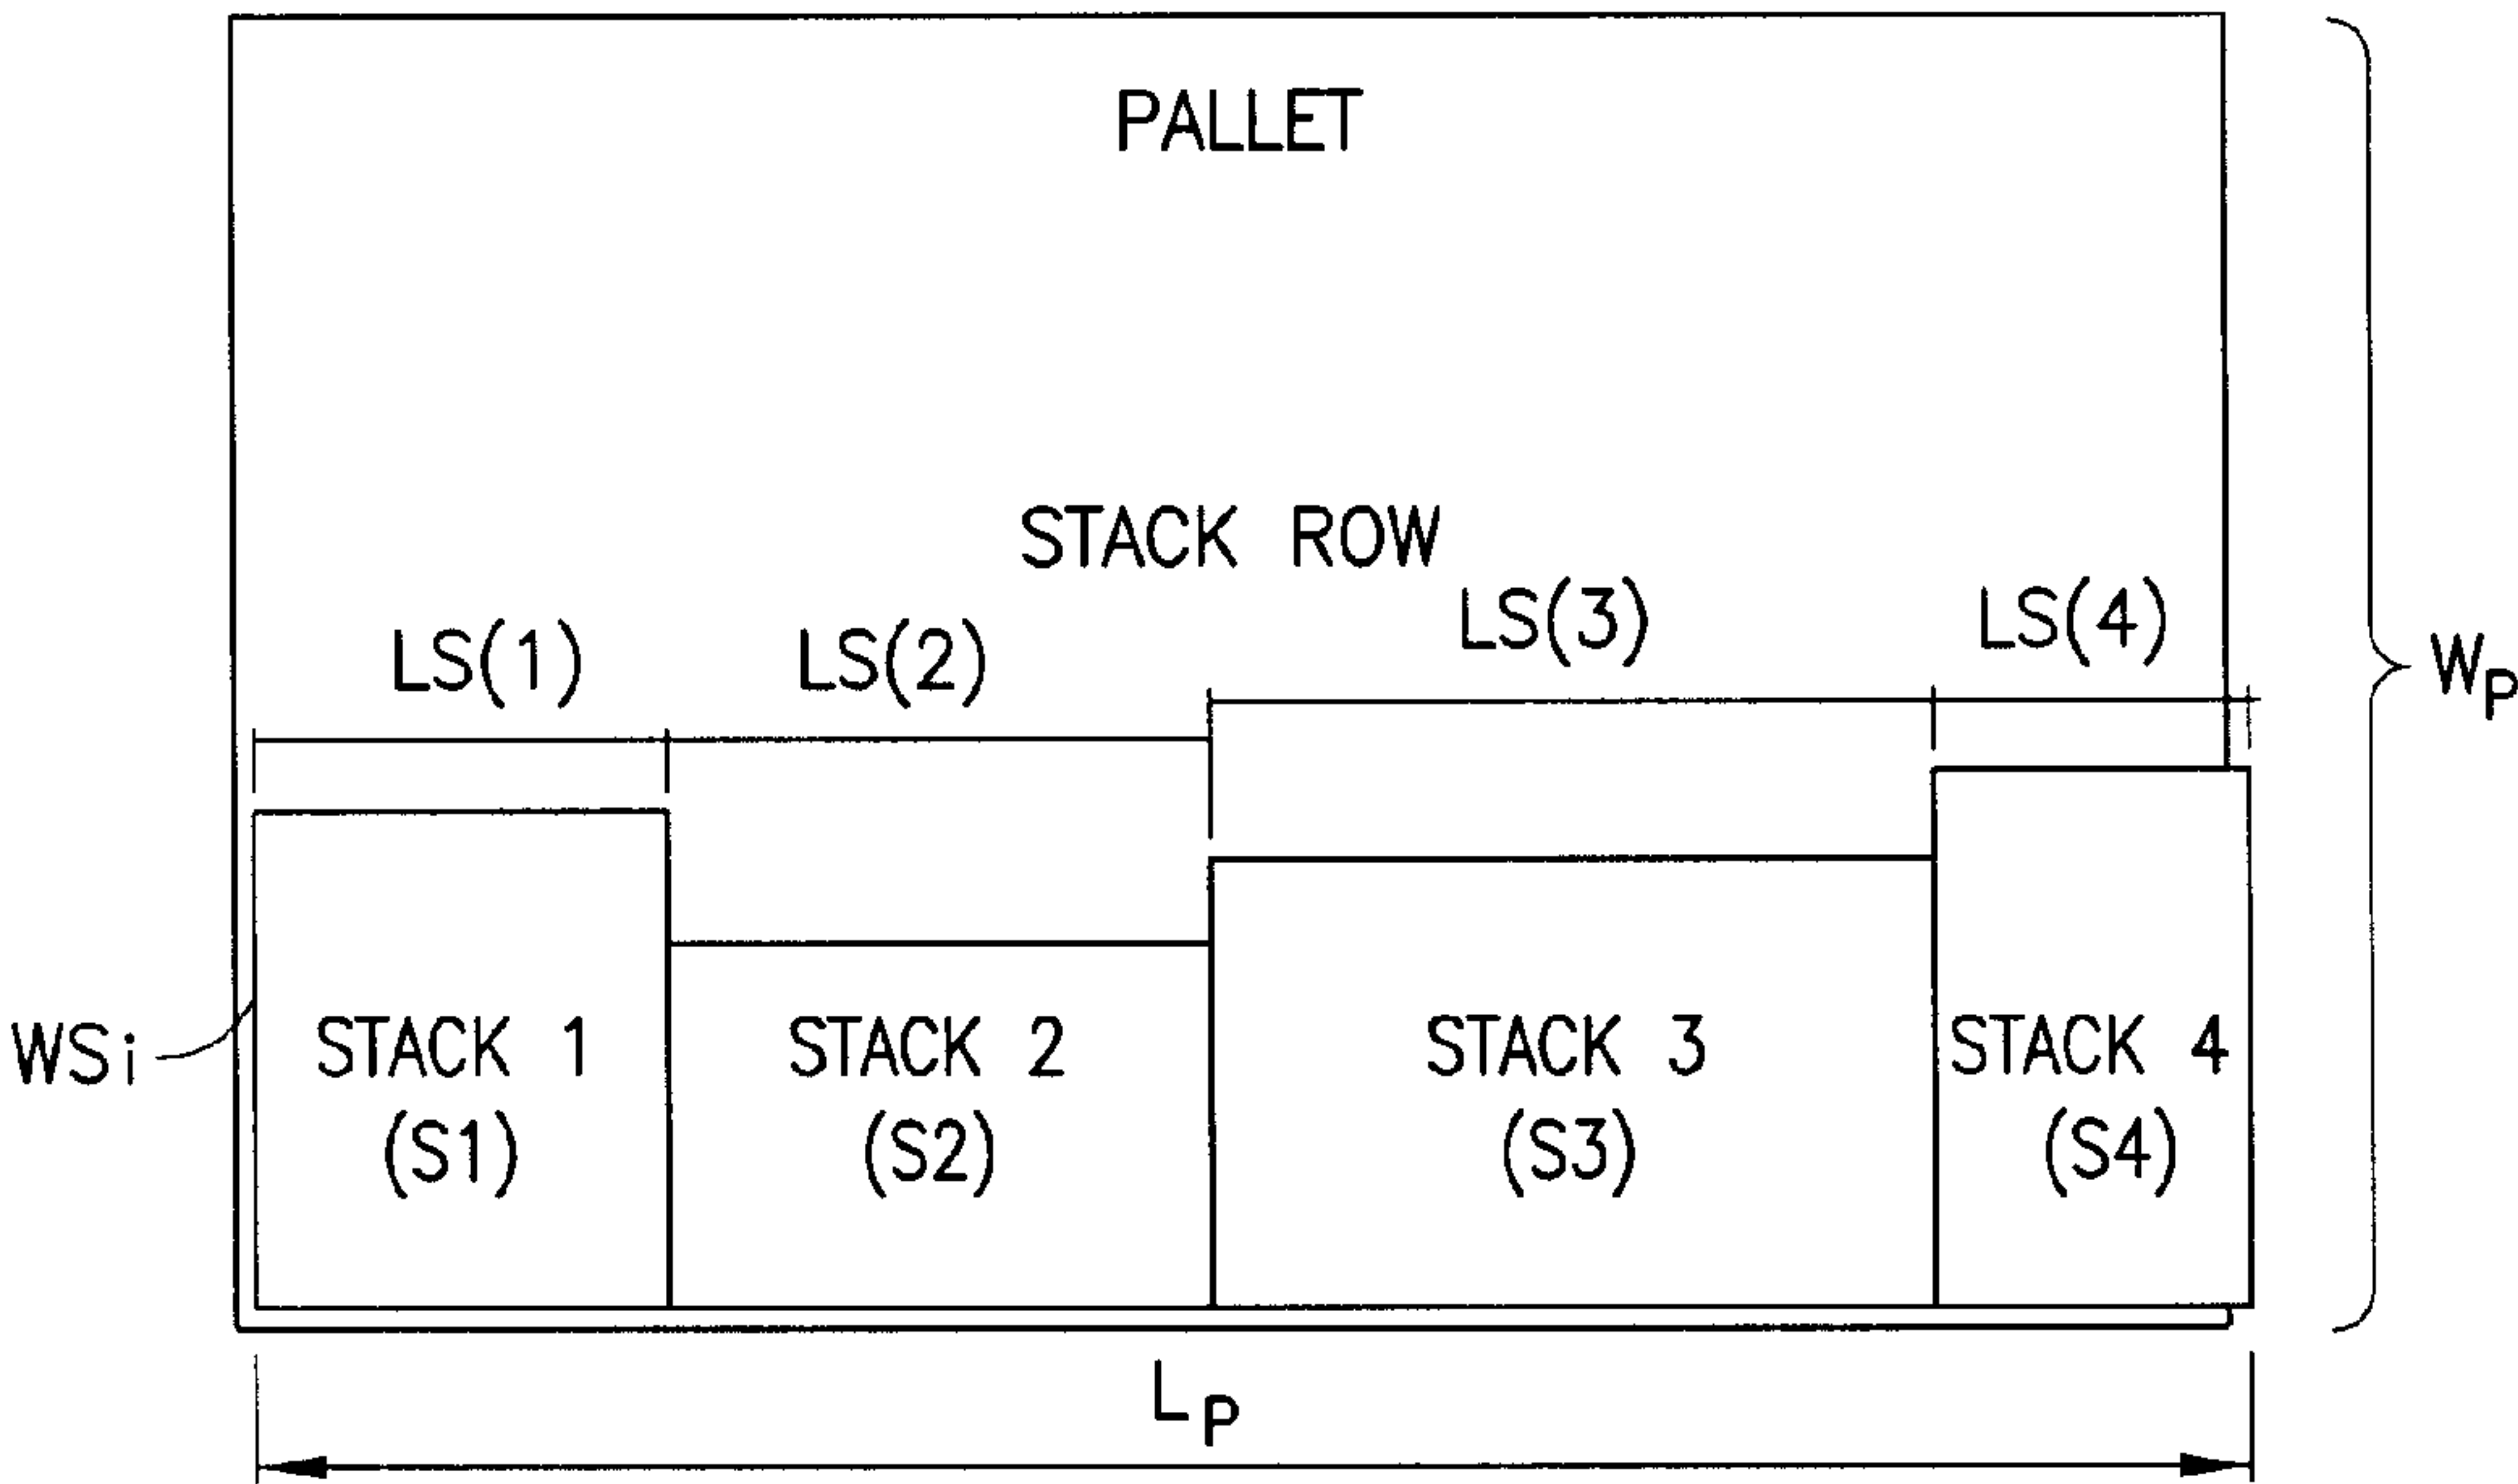 PALLET
STACK ROW
LS(1) LS(2) LS(3) LS(4)
WP
WSi
STACK 1 STACK 2 STACK 3 STACK 4
(S1) (S2) (S3) (S4)
LP